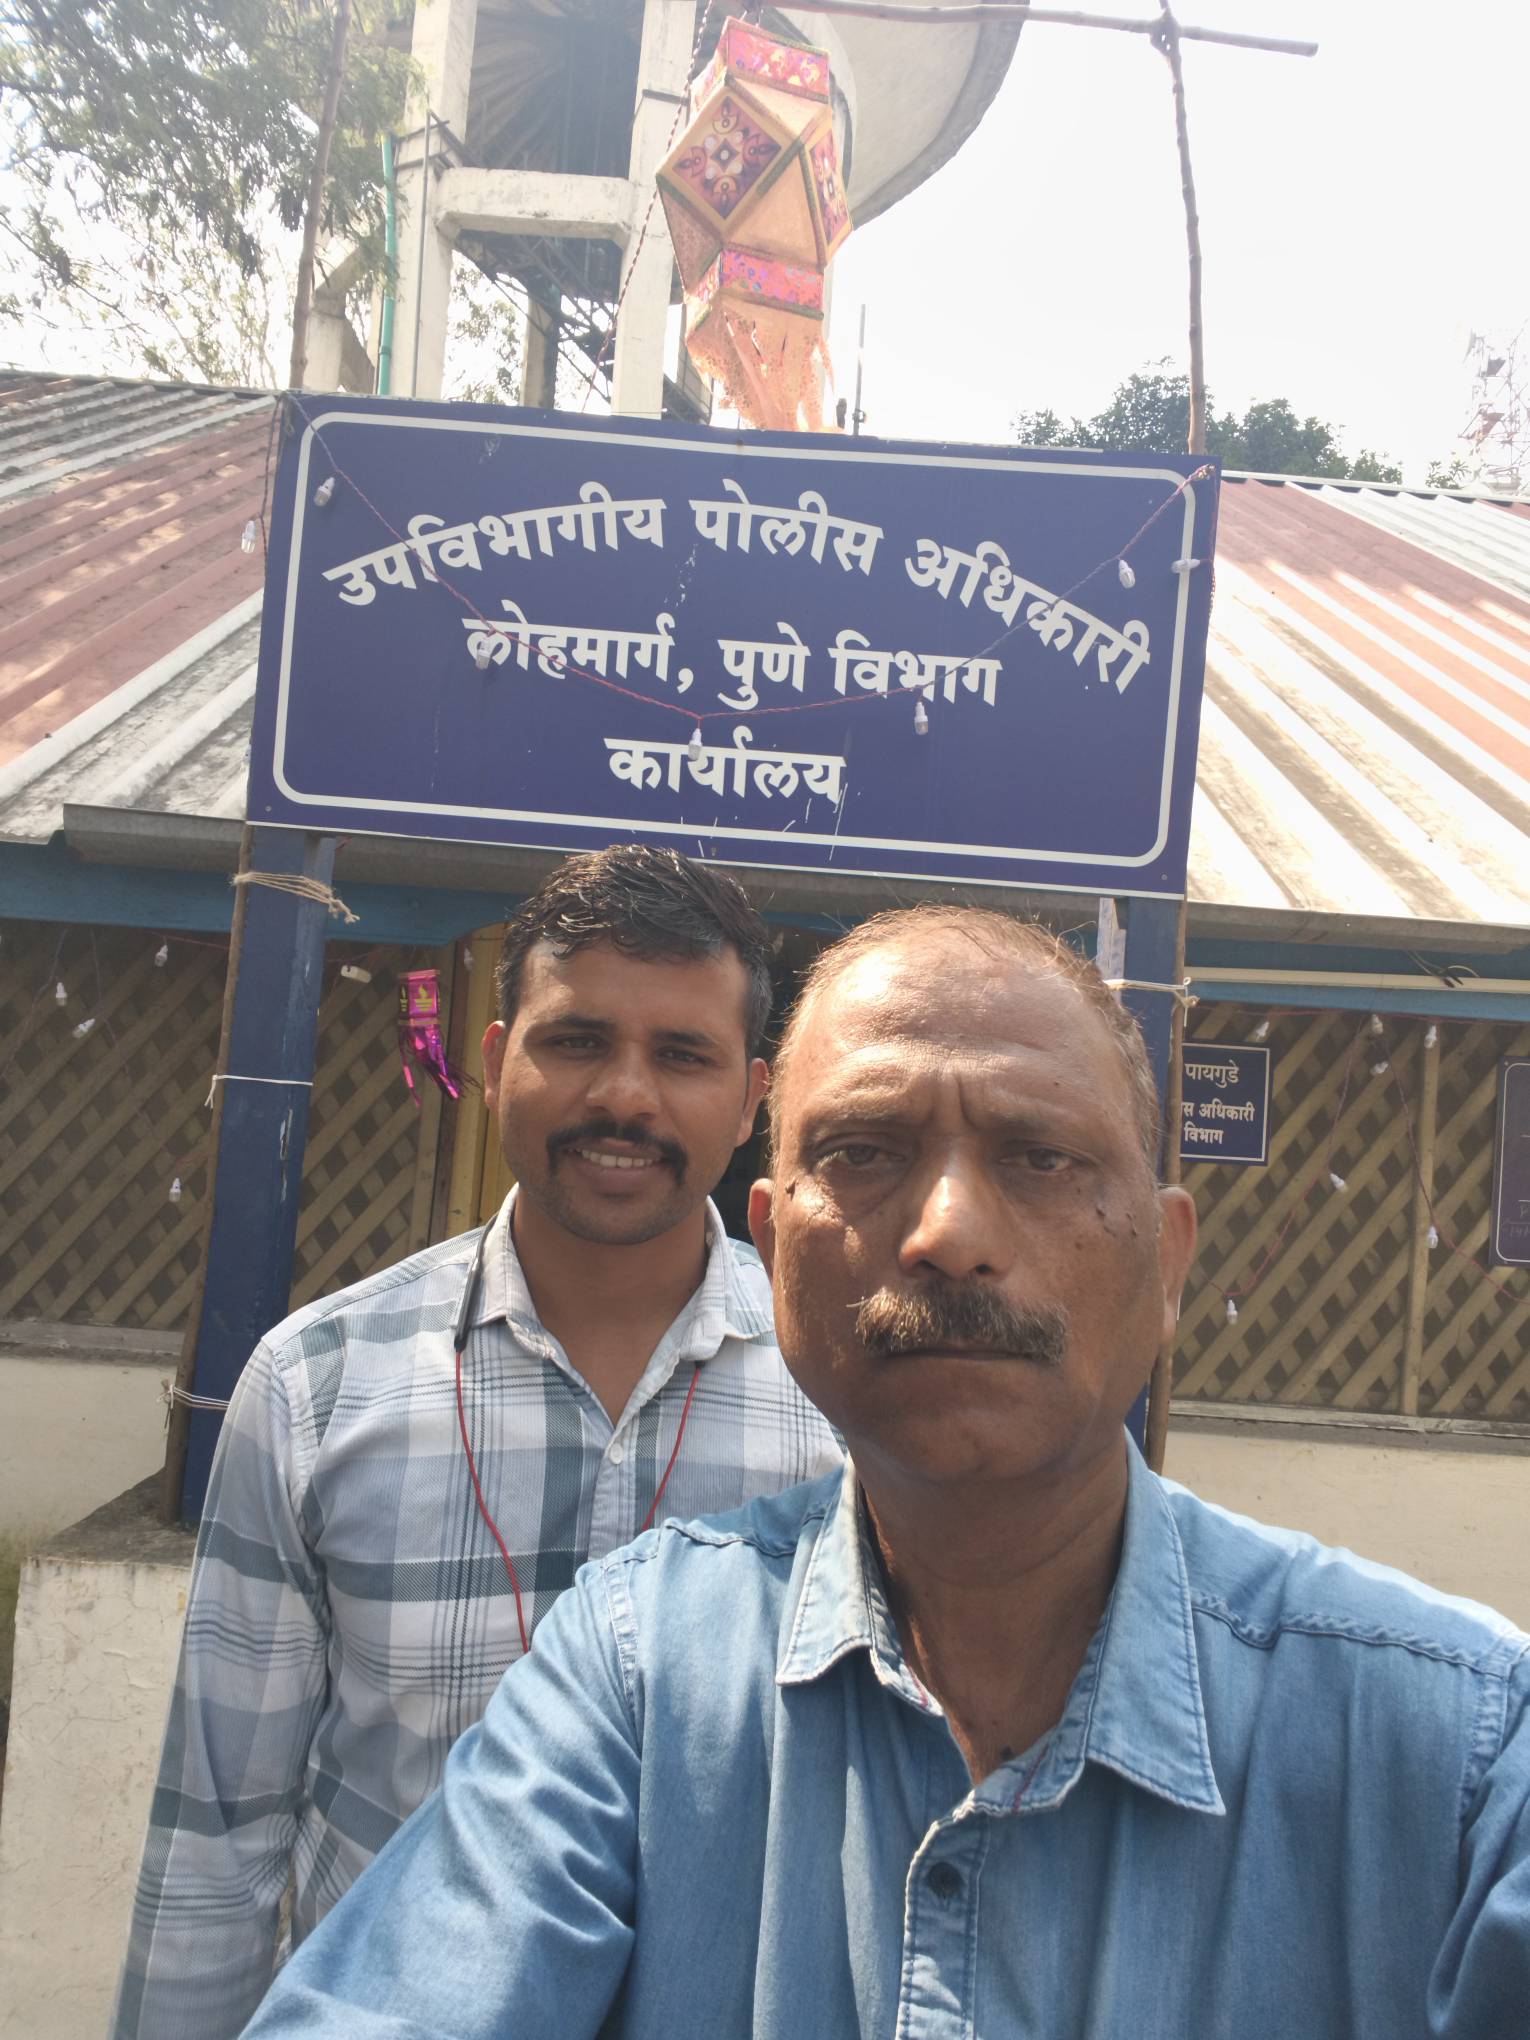 उपविभागीय पोलीस अधिकारी
लोहमार्ग, पुणे विभाग
कार्यालय
पायगुडे
अधिकारी
विभाग